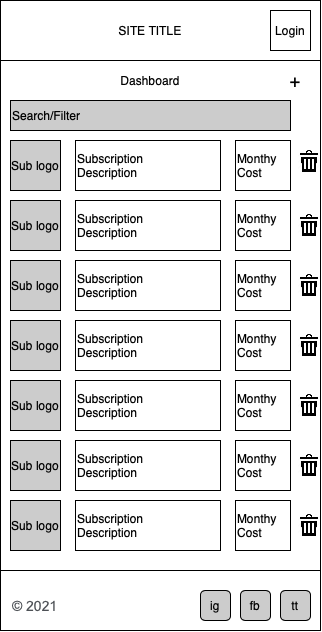 SITE TITLE
Login
Dashboard
+
Search/Filter
Sub logo
Subscription
Description
Monthy
Cost
Sub logo
Subscription
Description
Monthy
Cost
Sub logo
Subscription
Description
Monthy
Cost
Sub logo
Subscription
Description
Monthy
Cost
Sub logo
Subscription
Description
Monthy
Cost
Sub logo
Subscription
Description
Monthy
Cost
Sub logo
Subscription
Description
Monthy
Cost
© 2021
ig
fb
tt